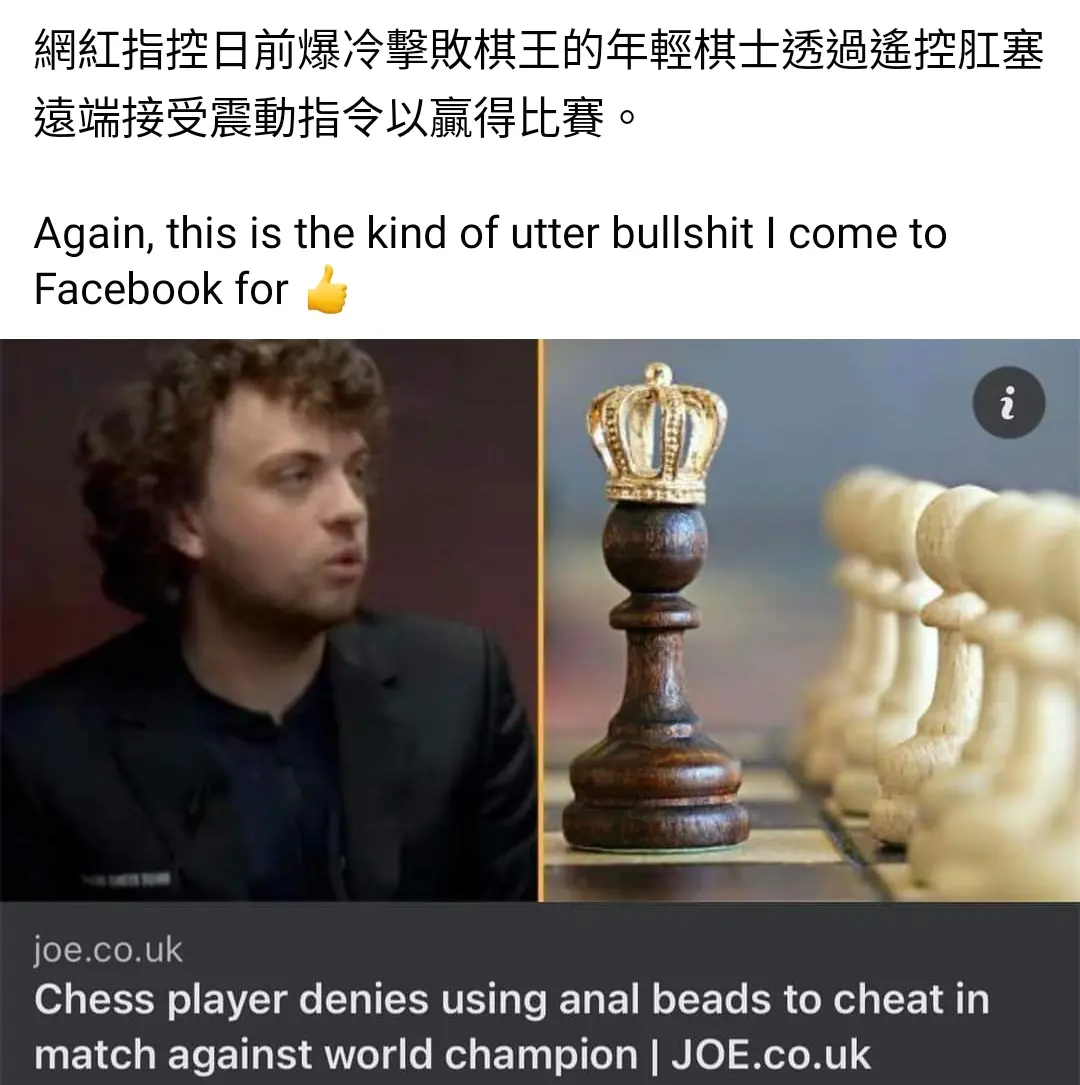 網紅指控日前爆冷擊敗棋王的年輕棋士透過遙控肛塞
遠端接受震動指令以贏得比賽。
Again, this is the kind of utter bullshit I come to
Facebook for 👍
i
joe.co.uk
Chess player denies using anal beads to cheat in
match against world champion | JOE.co.uk